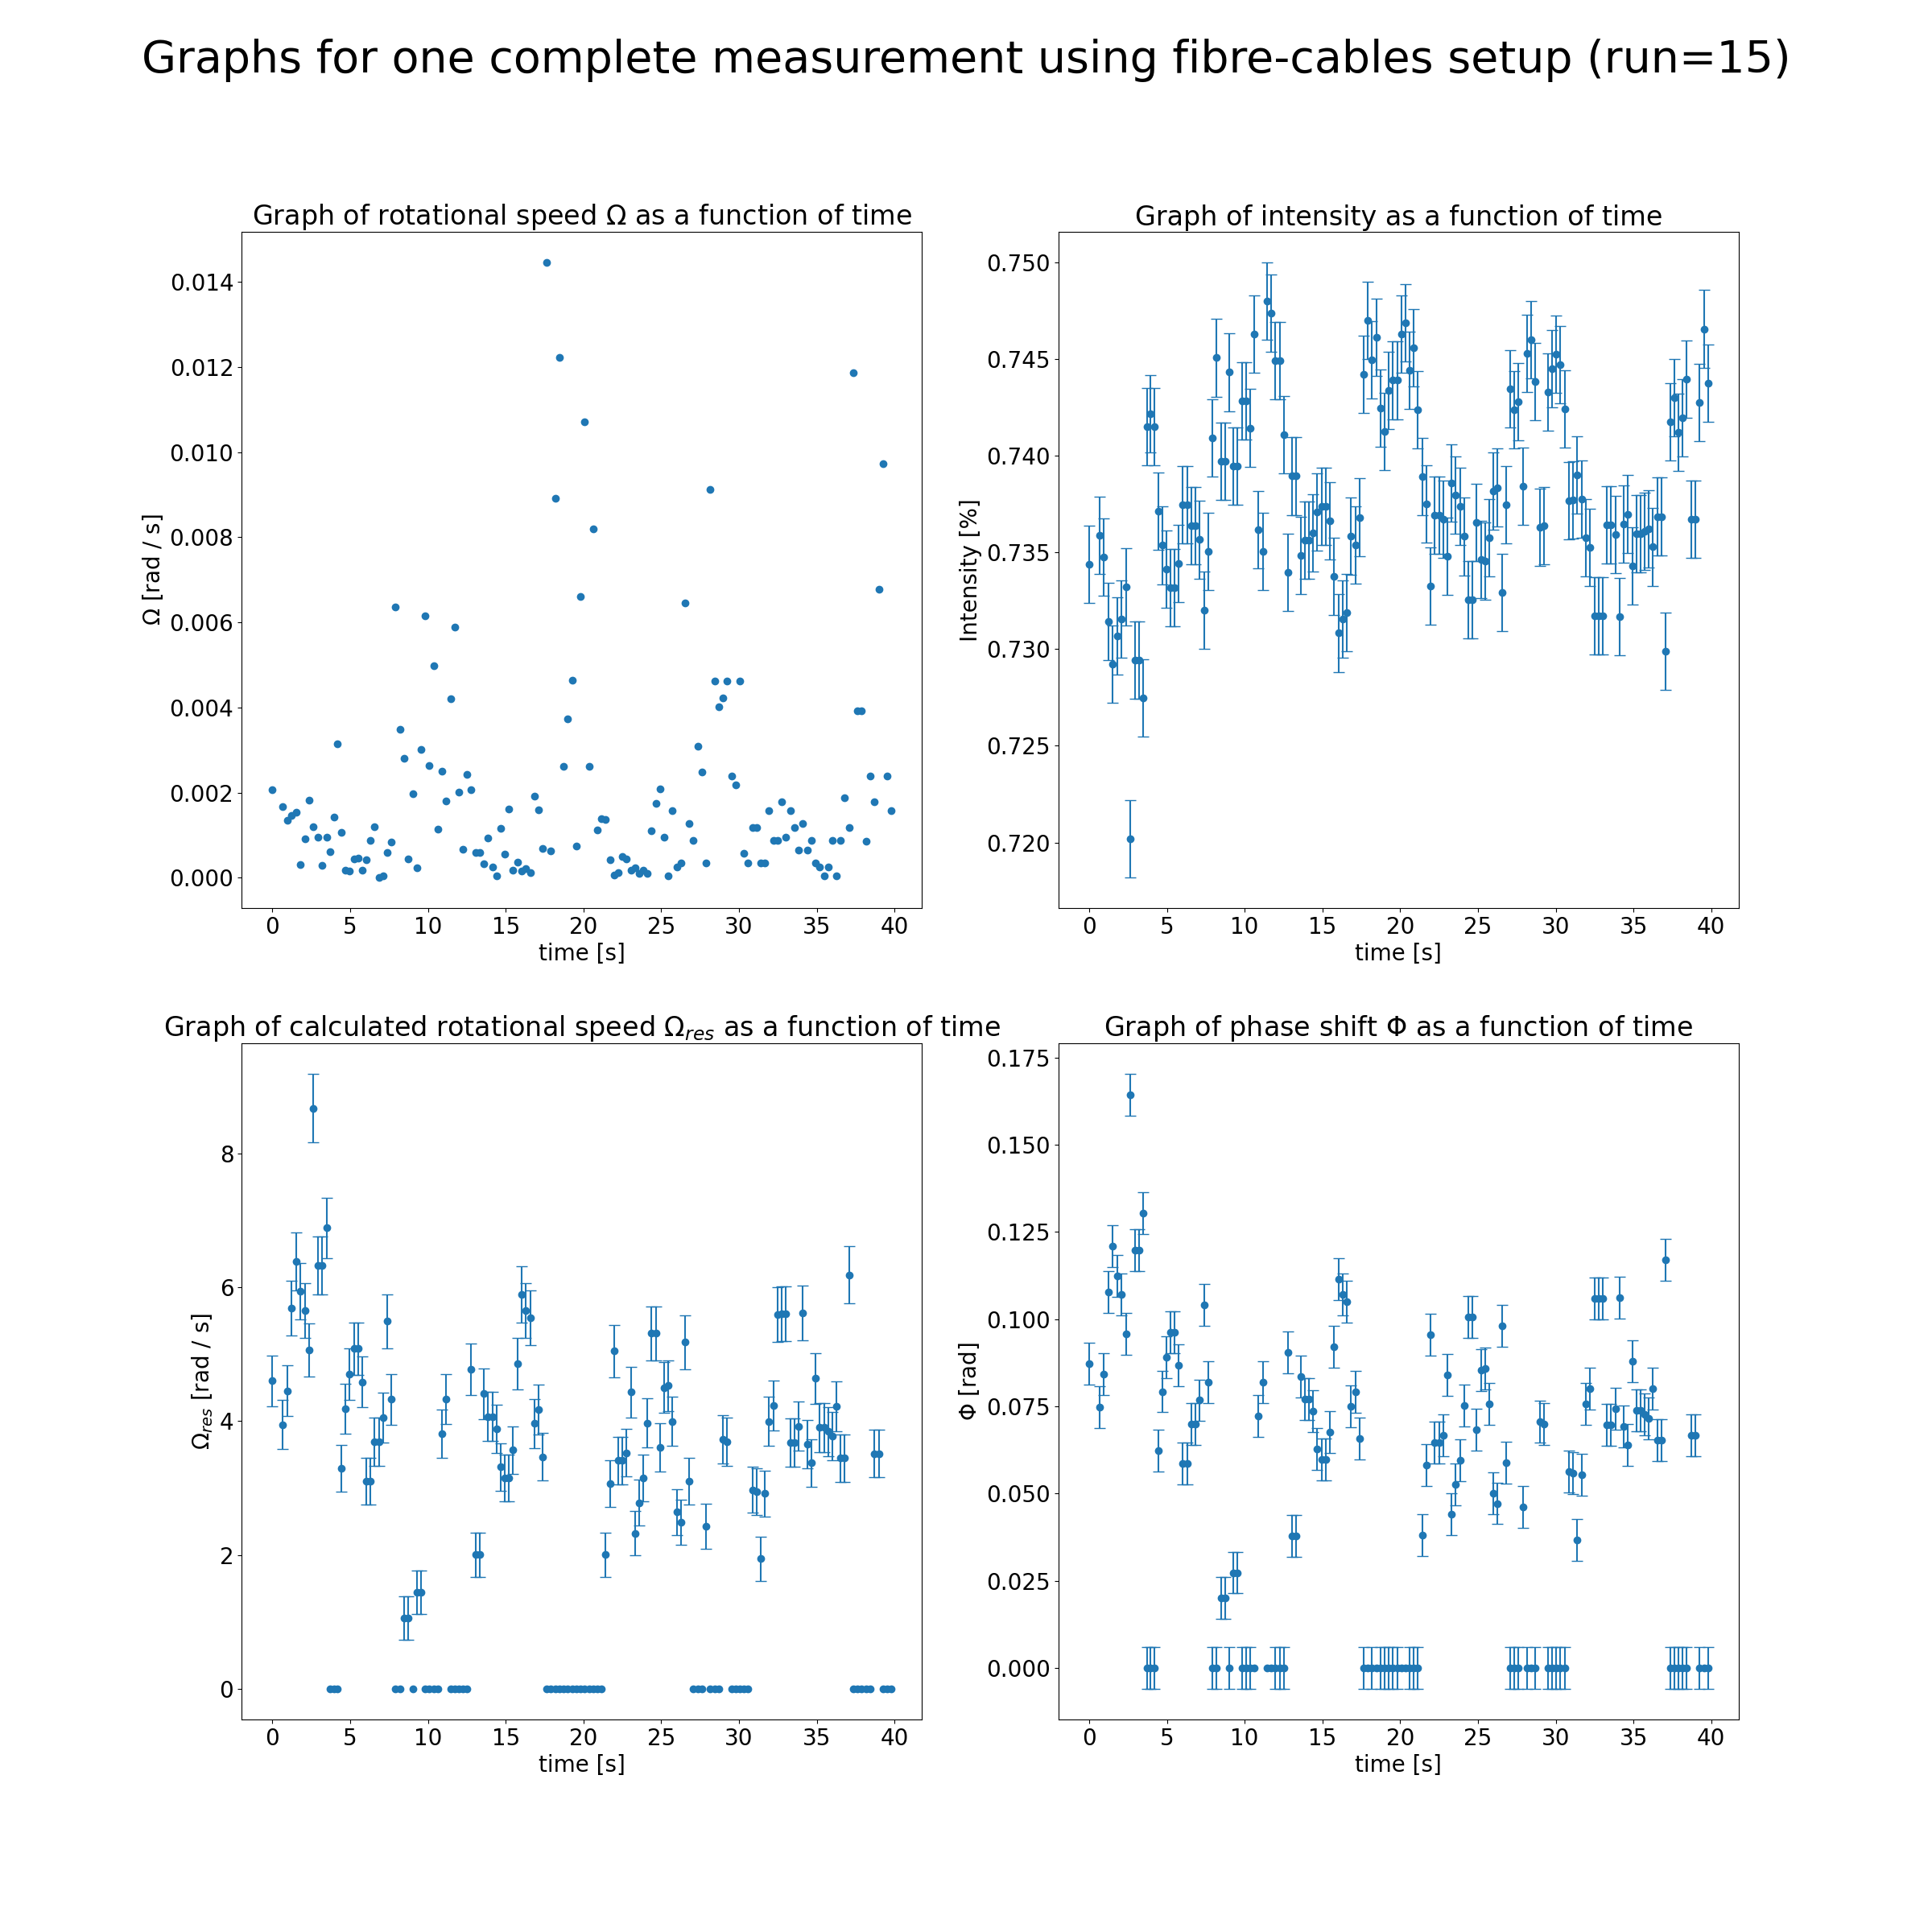 Graphs for one complete measurement using fibre-cables setup (run=15)
Graph of rotational speed Ω as a function of time
Ω [rad / s]
0.014
0.012
0.010
0.008
0.006
0.004
0.002
0.000
0 5 10 15 20 25 30 35 40
time [s]
Graph of intensity as a function of time
Intensity [%]
0.750
0.745
0.740
0.735
0.730
0.725
0.720
0 5 10 15 20 25 30 35 40
time [s]
Graph of calculated rotational speed Ωres as a function of time
Ωres [rad / s]
8
6
4
2
0
0 5 10 15 20 25 30 35 40
time [s]
Graph of phase shift Φ as a function of time
Φ [rad]
0.175
0.150
0.125
0.100
0.075
0.050
0.025
0.000
0 5 10 15 20 25 30 35 40
time [s]